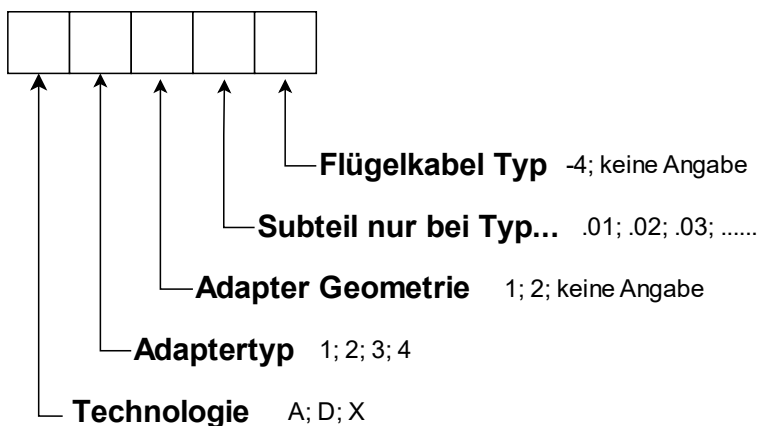 Flügelkabel Typ -4; keine Angabe
Subteil nur bei Typ... .01; .02; .03; ......
Adapter Geometrie 1; 2; keine Angabe
Adaptertyp 1; 2; 3; 4
Technologie A; D; X